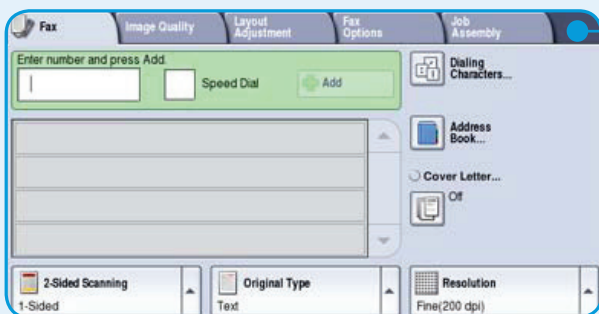 Fax
Image Quality
Layout
Adjustment
Fax
Options
Job
Assembly
Enter number and press Add.
Speed Dial
Add
Dialing
Characters...
Address
Book...
Cover Letter...
Off
2-Sided Scanning
1-Sided
Original Type
Text
Resolution
Fine(200 dpi)